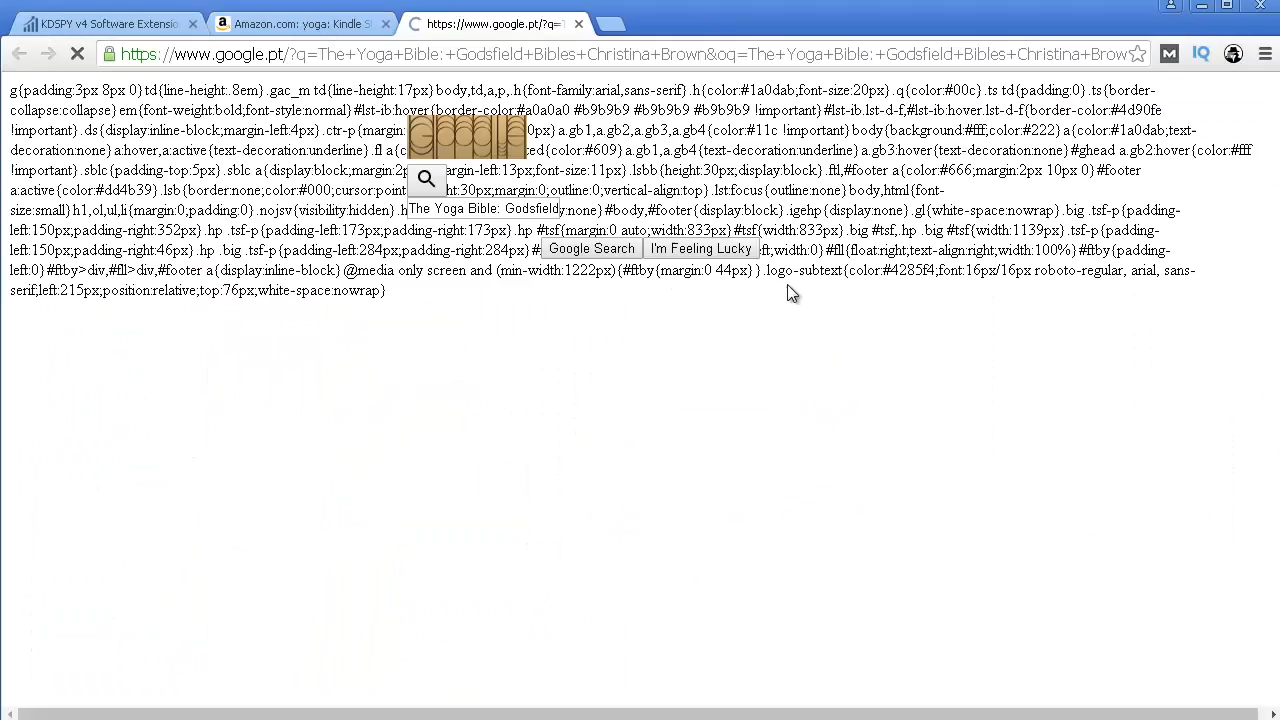 KDSPY v4 Software Extensio
Amazon.com: yoga: Kindle S
https://www.google.pt/?q=T
https://www.google.pt/?q=The+Yoga+Bible:+Godsfield+Bibles+Christina+Brown&oq=The+Yoga+Bible:+Godsfield+Bibles+Christina+Brow
g{padding:3px 8px 0}td{line-height:.8em}.gac_m td{line-height:17px}body,td,a,p,.h{font-family:arial,sans-serif}.h{color:#1a0dab;font-size:20px}.q{color:#00c}.ts td{padding:0}.ts{border-
collapse:collapse}em{font-weight:bold;font-style:normal}#lst-ib:hover{border-color:#a0a0a0 #b9b9b9 #b9b9b9 #b9b9b9 !important}#lst-ib.lst-d-f,#lst-ib:hover.lst-d-f{border-color:#4d90fe
!important}.ds{display:inline-block;margin-left:4px}.ctr-p{margin: 0px}a.gb1,a.gb2,a.gb3,a.gb4{color:#11c !important}body{background:#fff;color:#222}a{color:#1a0dab;text-
decoration:none}a:hover,a:active{text-decoration:underline}.fl a{c ted{color:#609}a.gb1,a.gb4{text-decoration:underline}a.gb3:hover{text-decoration:none}#ghead a.gb2:hover{color:#fff
!important}.sblc{padding-top:5px}.sblc a{display:block;margin:2p margin-left:13px;font-size:11px}.lsbb{height:30px;display:block}.ftl,#footer a{color:#666;margin:2px 10px 0}#footer
a:active{color:#dd4b39}.lsb{border:none;color:#000;cursor:point ght:30px;margin:0;outline:0;vertical-align:top}.lst:focus{outline:none}body,html{font-
size:small}h1,ol,ul,li{margin:0;padding:0}.nojsv{visibility:hidden}.h
The Yoga Bible: Godsfield
y:none}#body,#footer{display:block}.igehp{display:none}.gl{white-space:nowrap}.big .tsf-p{padding-
left:150px;padding-right:352px}.hp .tsf-p{padding-left:173px;padding-right:173px}.hp #tsf{margin:0 auto;width:833px}#tsf{width:833px}.big #tsf,.hp .big #tsf{width:1139px}.tsf-p{padding-
left:150px;padding-right:46px}.hp .big .tsf-p{padding-left:284px;padding-right:284px}#
Google Search
I'm Feeling Lucky
ft,width:0}#fll{float:right;text-align:right;width:100%}#ftby{padding-
left:0}#ftby>div,#fll>div,#footer a{display:inline-block}@media only screen and (min-width:1222px){#ftby{margin:0 44px}}.logo-subtext{color:#4285f4;font:16px/16px roboto-regular, arial, sans-
serif;left:215px;position:relative;top:76px;white-space:nowrap}